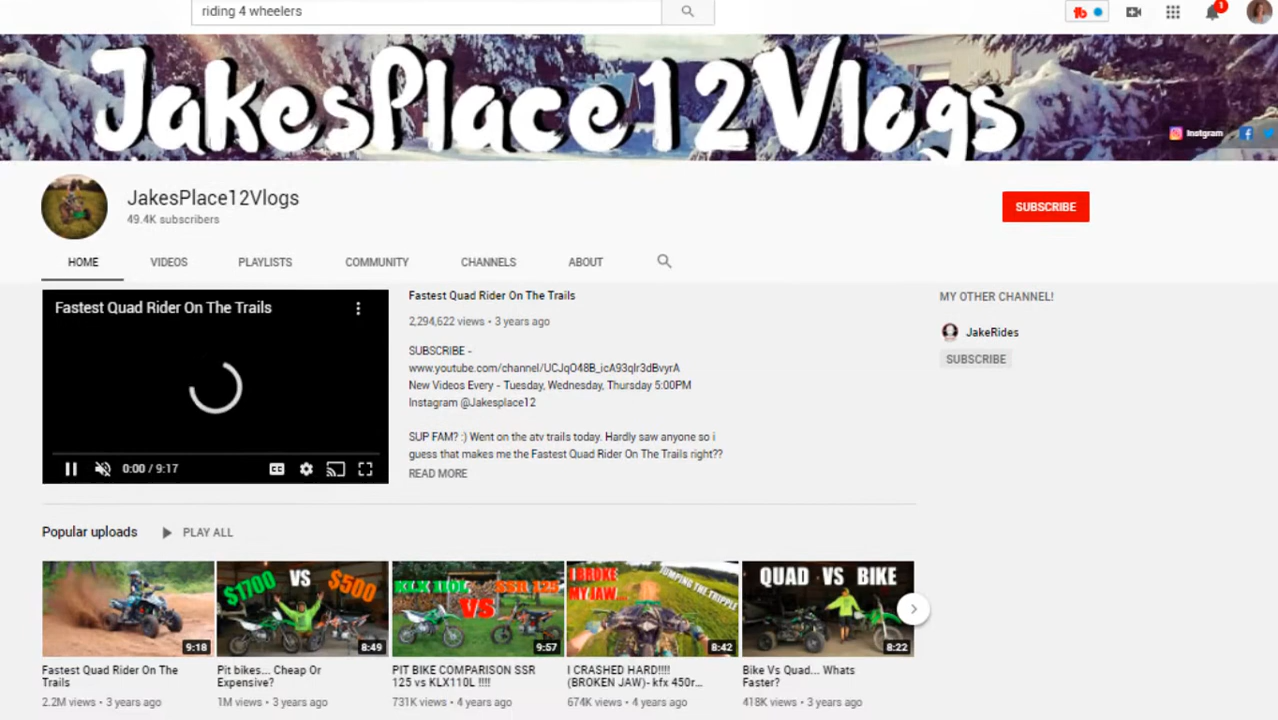 riding 4 wheelers
1
JakesPlace12Vlogs
Instgram
JakesPlace12Vlogs
49.4K subscribers
SUBSCRIBE
HOME VIDEOS PLAYLISTS COMMUNITY CHANNELS ABOUT
Fastest Quad Rider On The Trails
0:00 / 9:17
CC
Fastest Quad Rider On The Trails
2,294,622 views • 3 years ago
SUBSCRIBE -
www.youtube.com/channel/UCJqO48B_icA93qIr3dBvyrA
New Videos Every - Tuesday, Wednesday, Thursday 5:00PM
Instagram @Jakesplace12
SUP FAM? :) Went on the atv trails today. Hardly saw anyone so i
guess that makes me the Fastest Quad Rider On The Trails right??
READ MORE
MY OTHER CHANNEL!
JakeRides
SUBSCRIBE
Popular uploads PLAY ALL
9:18
Fastest Quad Rider On The
Trails
2.2M views • 3 years ago
$1700 VS $500
8:49
Pit bikes... Cheap Or
Expensive?
1M views • 3 years ago
KLX 110L VS SSR 125
9:57
PIT BIKE COMPARISON SSR
125 vs KLX110L !!!!
731K views • 4 years ago
I BROKE
MY JAW...
JUMPING THE TRIPPLE
8:42
I CRASHED HARD!!!!
(BROKEN JAW)- kfx 450r...
674K views • 4 years ago
QUAD VS BIKE
8:22
Bike Vs Quad... Whats
Faster?
418K views • 3 years ago